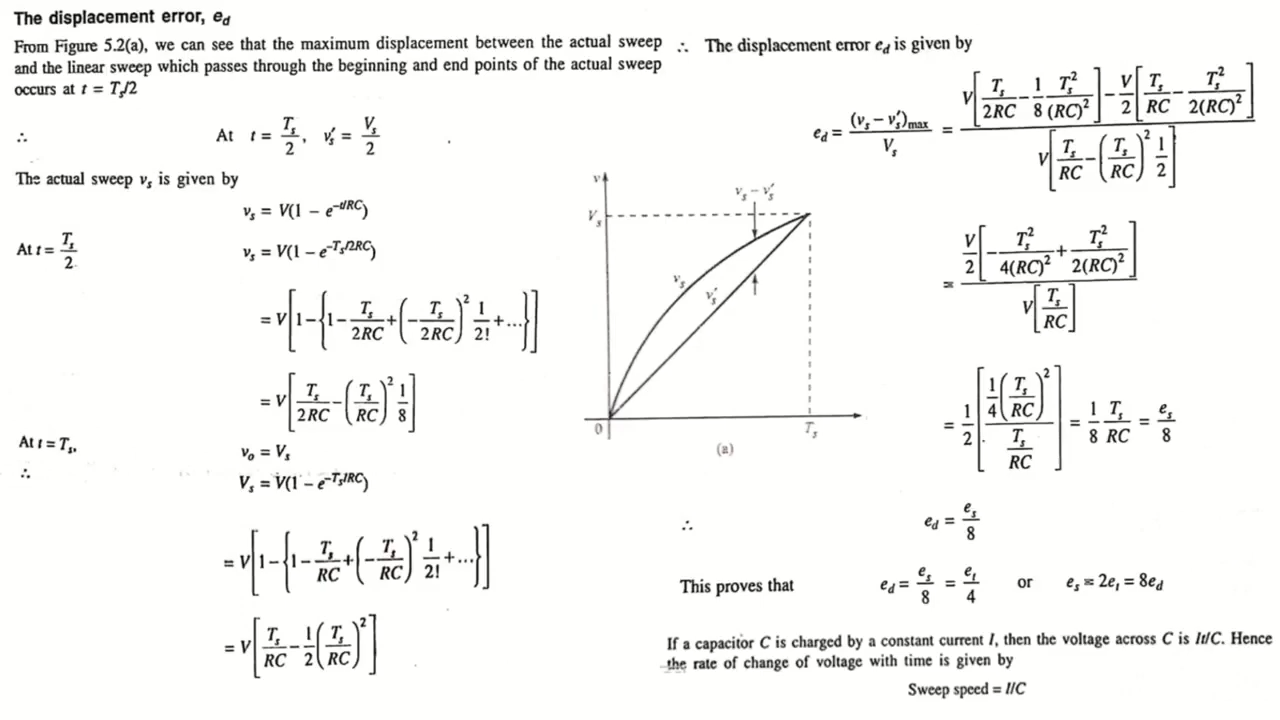 The displacement error, e_d
From Figure 5.2(a), we can see that the maximum displacement between the actual sweep
and the linear sweep which passes through the beginning and end points of the actual sweep
occurs at t = T_s/2
∴ At t = T_s/2, v_s′ = V_s/2
The actual sweep v_s is given by
v_s = V(1 − e^{−t/RC})
At t = T_s/2 v_s = V(1 − e^{−T_s/2RC})
= V[1−{1−T_s/2RC+(−T_s/2RC)^2 1/2!+...}]
= V[T_s/2RC−(T_s/RC)^2 1/8]
At t = T_s, v_o = V_s
∴ V_s = V(1 − e^{−T_s/RC})
= V[1−{1−T_s/RC+(−T_s/RC)^2 1/2!+...}]
= V[T_s/RC−1/2(T_s/RC)^2]
v
V_s
v_s − v_s′
v_s
v_s′
0
T_s
(a)
∴ The displacement error e_d is given by
e_d = (v_s − v_s′)_max/V_s = (V[T_s/2RC−1/8 T_s^2/(RC)^2]−V/2[T_s/RC−T_s^2/2(RC)^2])/(V[T_s/RC−(T_s/RC)^2 1/2])
= (V/2[−T_s^2/4(RC)^2+T_s^2/2(RC)^2])/(V[T_s/RC])
= 1/2[(1/4(T_s/RC)^2)/(T_s/RC)] = 1/8 T_s/RC = e_s/8
∴ e_d = e_s/8
This proves that e_d = e_s/8 = e_t/4 or e_s = 2e_t = 8e_d
If a capacitor C is charged by a constant current I, then the voltage across C is It/C. Hence
the rate of change of voltage with time is given by
Sweep speed = I/C